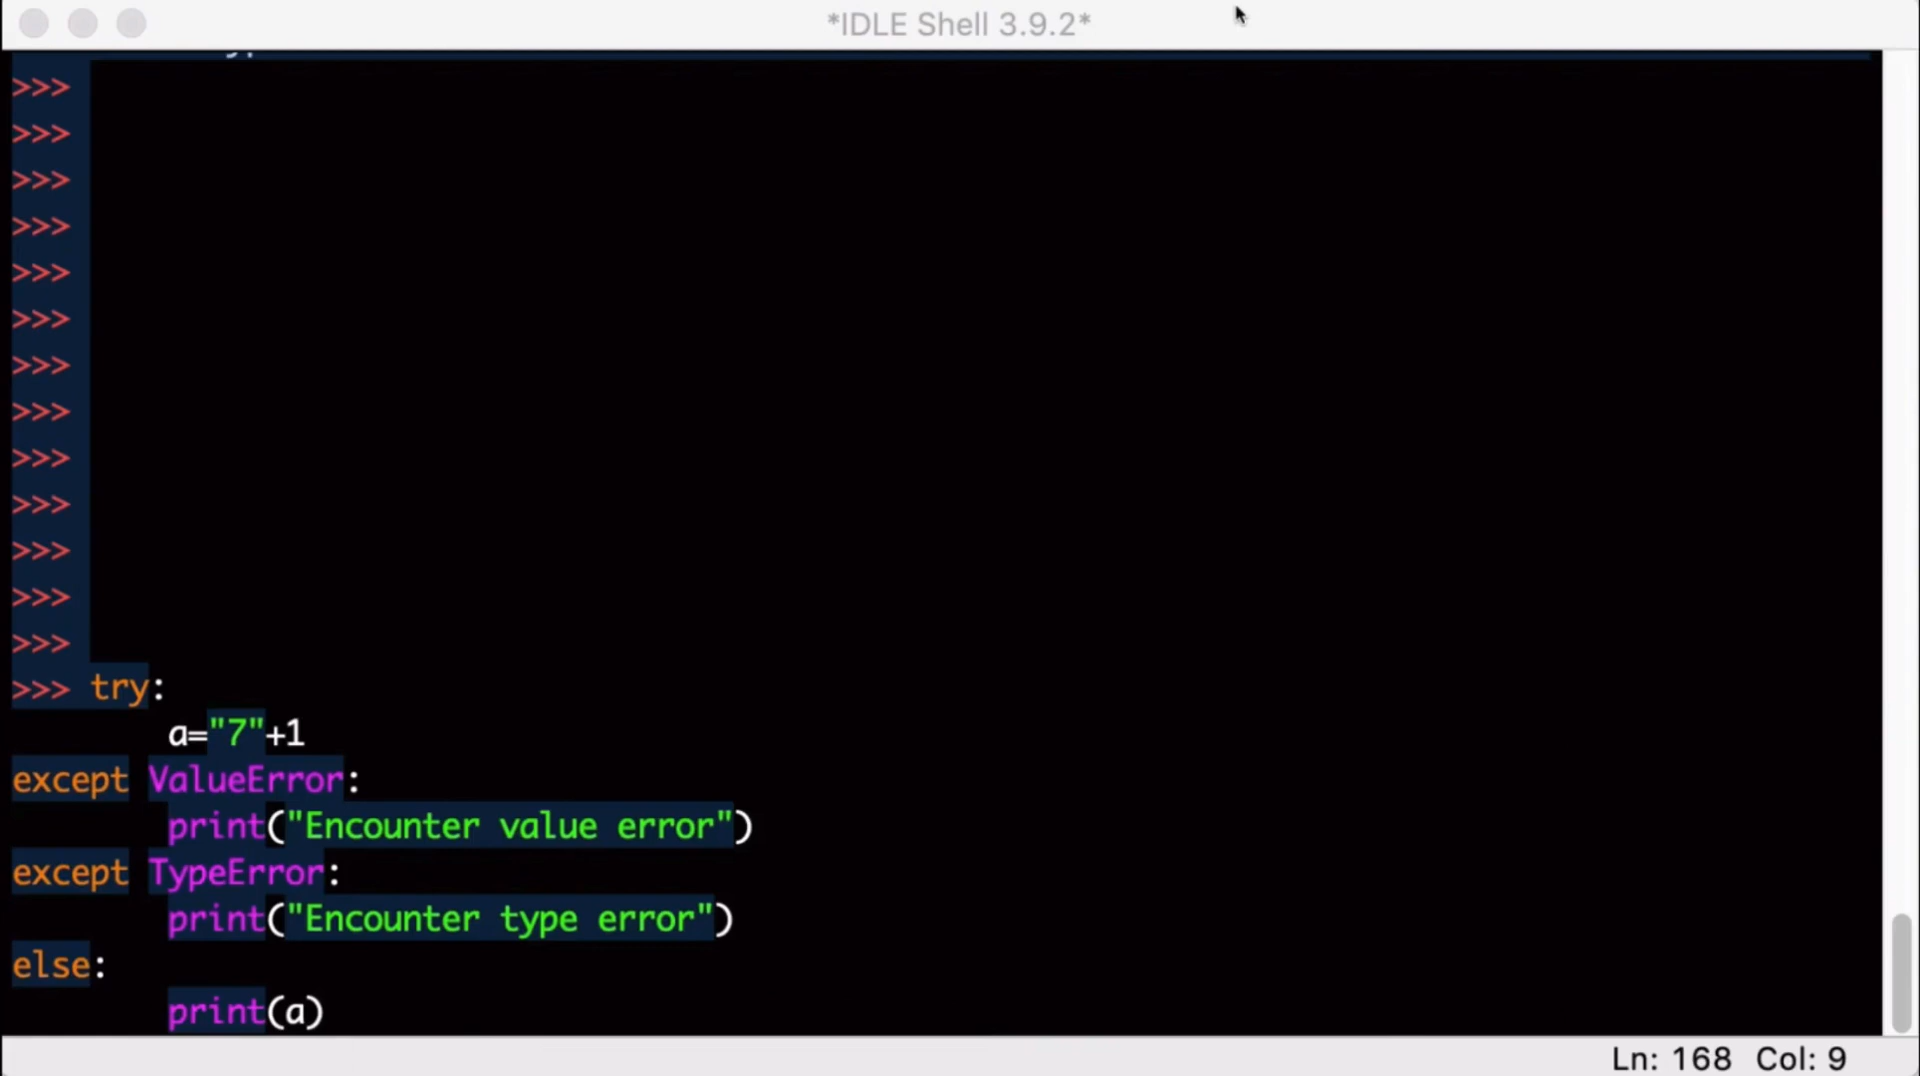 *IDLE Shell 3.9.2*
>>>
>>>
>>>
>>>
>>>
>>>
>>>
>>>
>>>
>>>
>>>
>>>
>>>
>>> try:
        a="7"+1
except ValueError:
        print("Encounter value error")
except TypeError:
        print("Encounter type error")
else:
        print(a)
Ln: 168 Col: 9